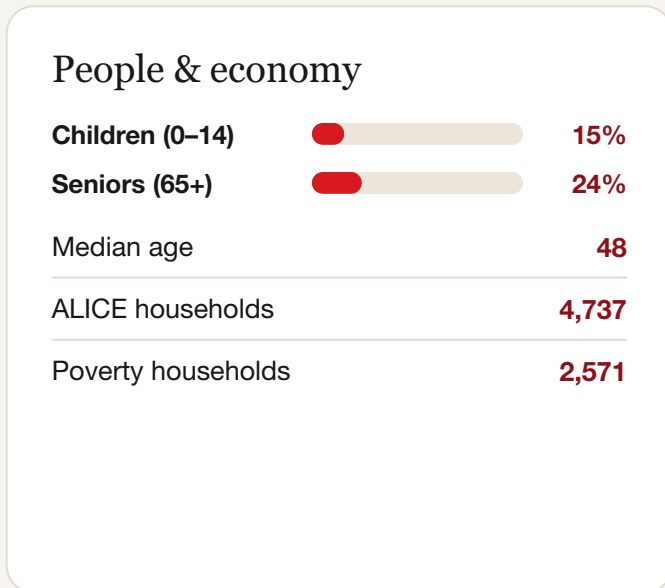 People & economy
Children (0–14) 15%
Seniors (65+) 24%
Median age 48
ALICE households 4,737
Poverty households 2,571